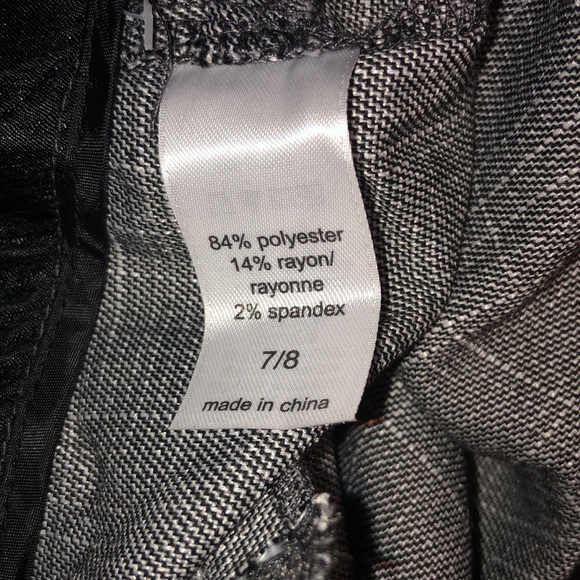 84% polyester
14% rayon/
rayonne
2% spandex
7/8
made in china